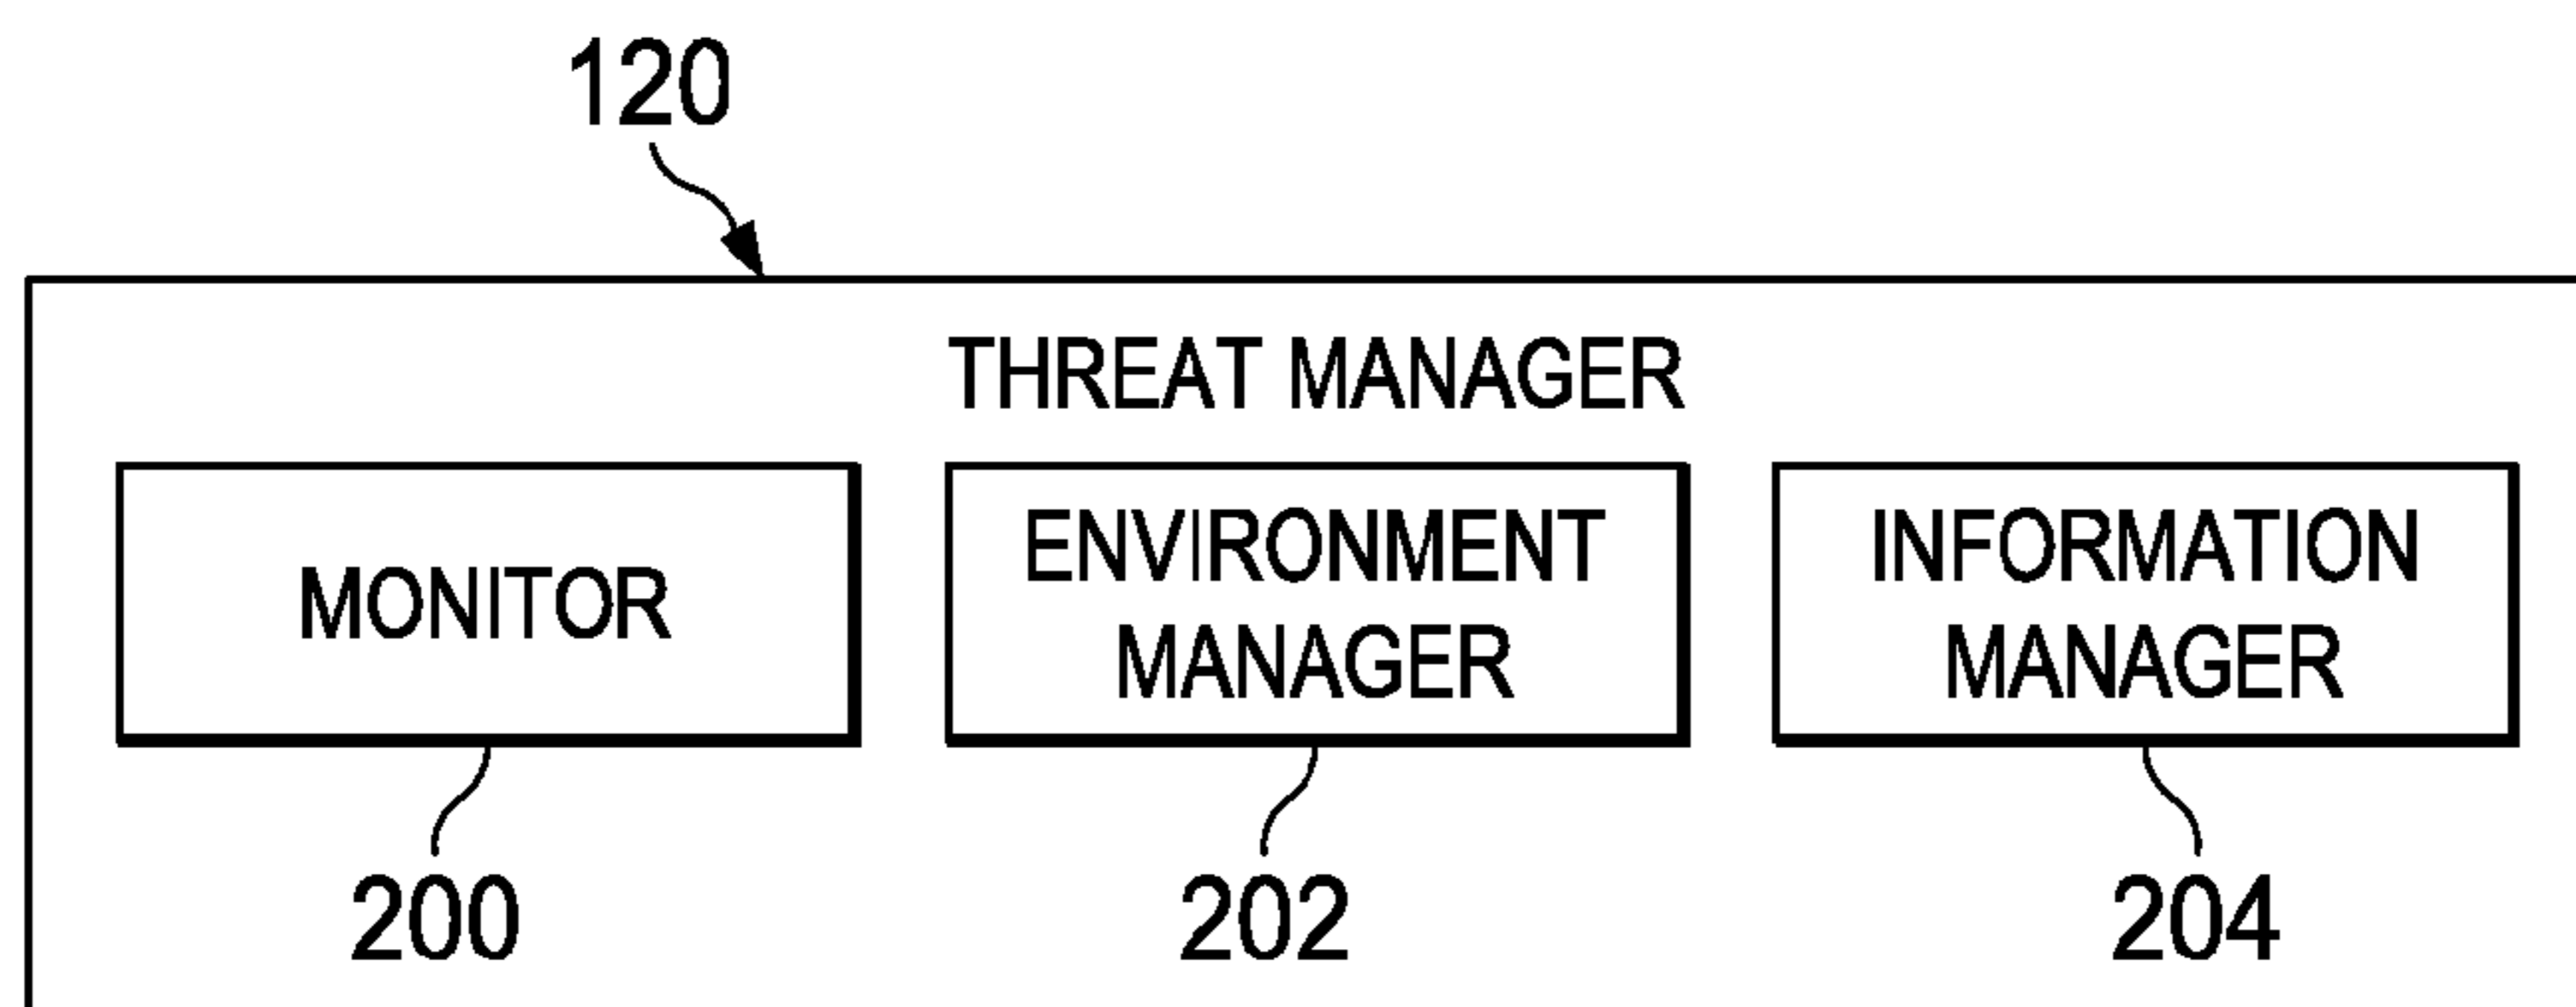 120
THREAT MANAGER
MONITOR
ENVIRONMENT
MANAGER
INFORMATION
MANAGER
200
202
204